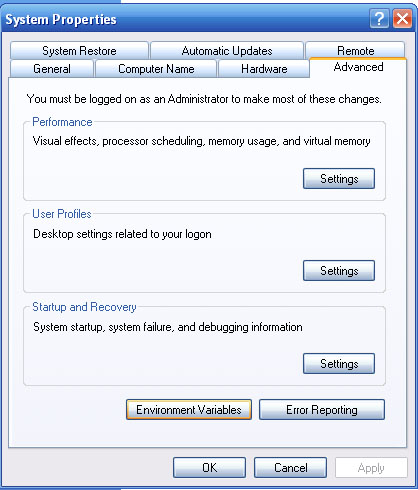 System Properties
System Restore Automatic Updates Remote
General Computer Name Hardware Advanced
You must be logged on as an Administrator to make most of these changes.
Performance
Visual effects, processor scheduling, memory usage, and virtual memory
Settings
User Profiles
Desktop settings related to your logon
Settings
Startup and Recovery
System startup, system failure, and debugging information
Settings
Environment Variables Error Reporting
OK Cancel Apply